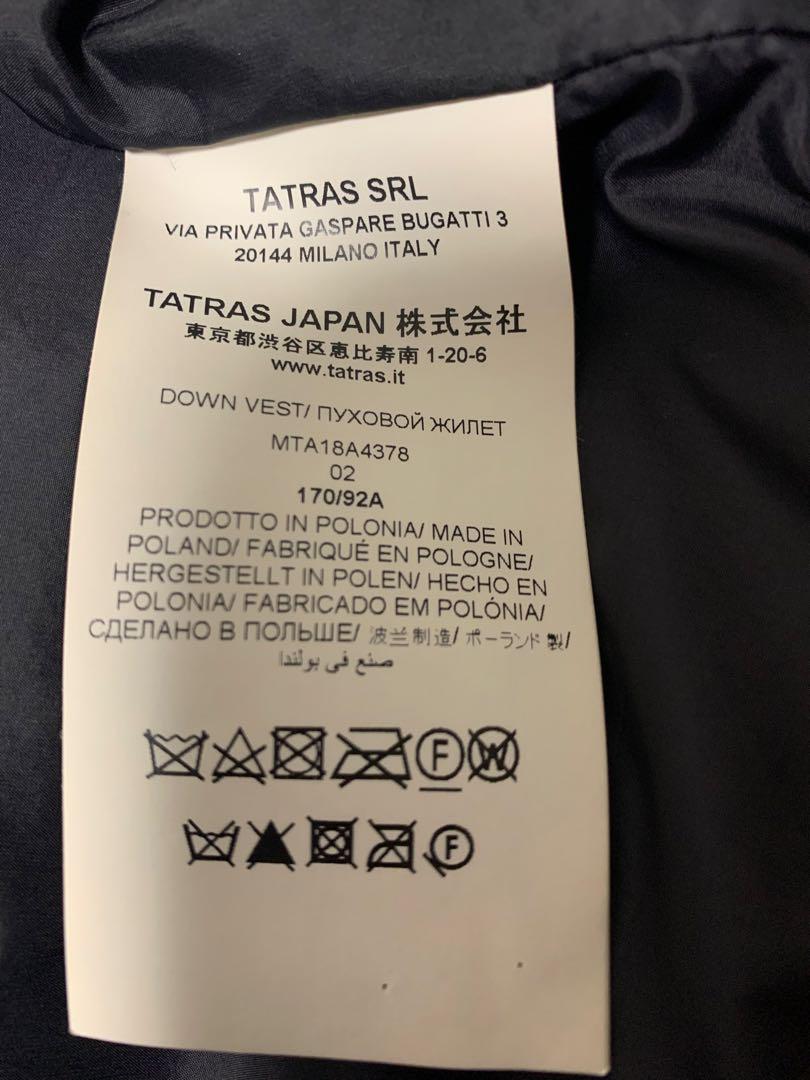 TATRAS SRL
VIA PRIVATA GASPARE BUGATTI 3
20144 MILANO ITALY
TATRAS JAPAN 株式会社
東京都渋谷区恵比寿南 1-20-6
www.tatras.it
DOWN VEST/ ПУХОВОЙ ЖИЛЕТ
MTA18A4378
02
170/92A
PRODOTTO IN POLONIA/ MADE IN
POLAND/ FABRIQUÉ EN POLOGNE/
HERGESTELLT IN POLEN/ HECHO EN
POLONIA/ FABRICADO EM POLÓNIA/
СДЕЛАНО В ПОЛЬШЕ/ 波兰制造/ ポーランド 製/
صنع في بولندا
F W
F